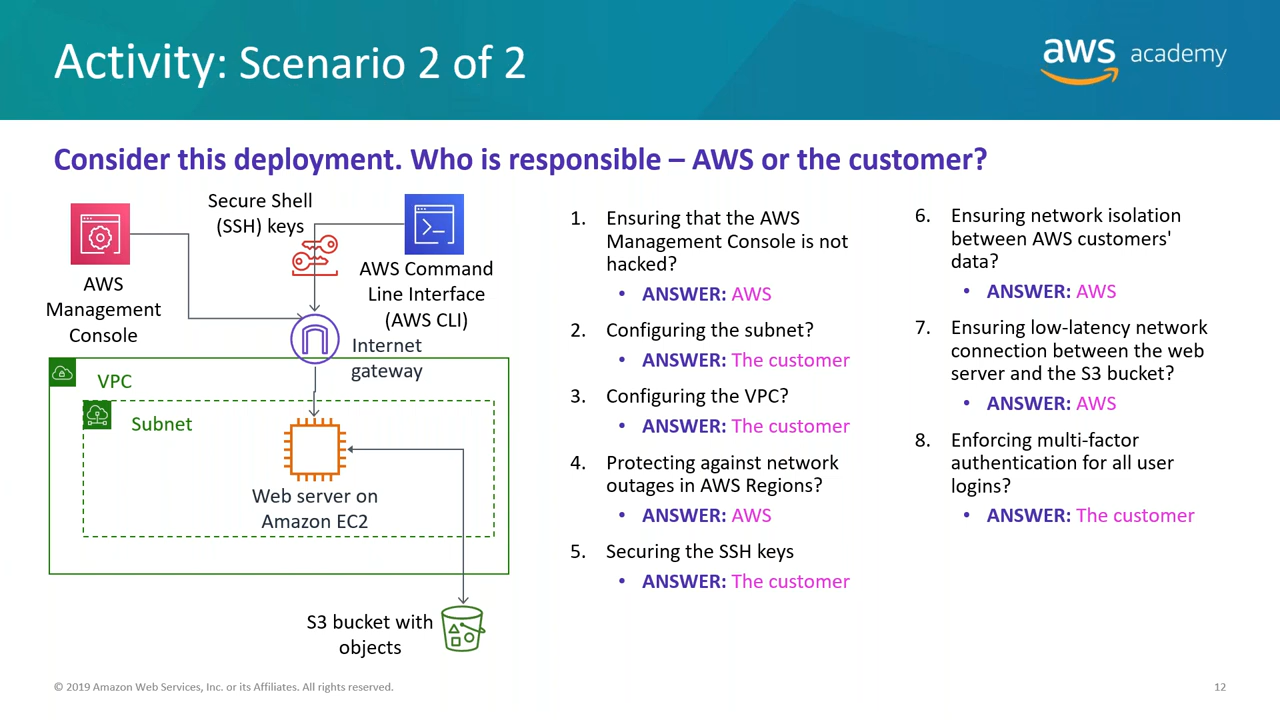 Activity: Scenario 2 of 2
aws academy
Consider this deployment. Who is responsible – AWS or the customer?
Secure Shell
(SSH) keys
AWS
Management
Console
AWS Command
Line Interface
(AWS CLI)
Internet
gateway
VPC
Subnet
Web server on
Amazon EC2
S3 bucket with
objects
1. Ensuring that the AWS
Management Console is not
hacked?
• ANSWER: AWS
2. Configuring the subnet?
• ANSWER: The customer
3. Configuring the VPC?
• ANSWER: The customer
4. Protecting against network
outages in AWS Regions?
• ANSWER: AWS
5. Securing the SSH keys
• ANSWER: The customer
6. Ensuring network isolation
between AWS customers'
data?
• ANSWER: AWS
7. Ensuring low-latency network
connection between the web
server and the S3 bucket?
• ANSWER: AWS
8. Enforcing multi-factor
authentication for all user
logins?
• ANSWER: The customer
© 2019 Amazon Web Services, Inc. or its Affiliates. All rights reserved.
12